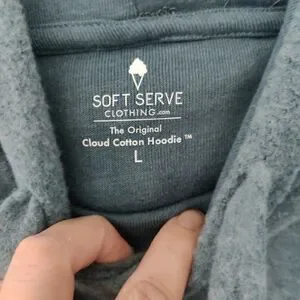 SOFT SERVE
CLOTHING.com
The Original
Cloud Cotton Hoodie™
L